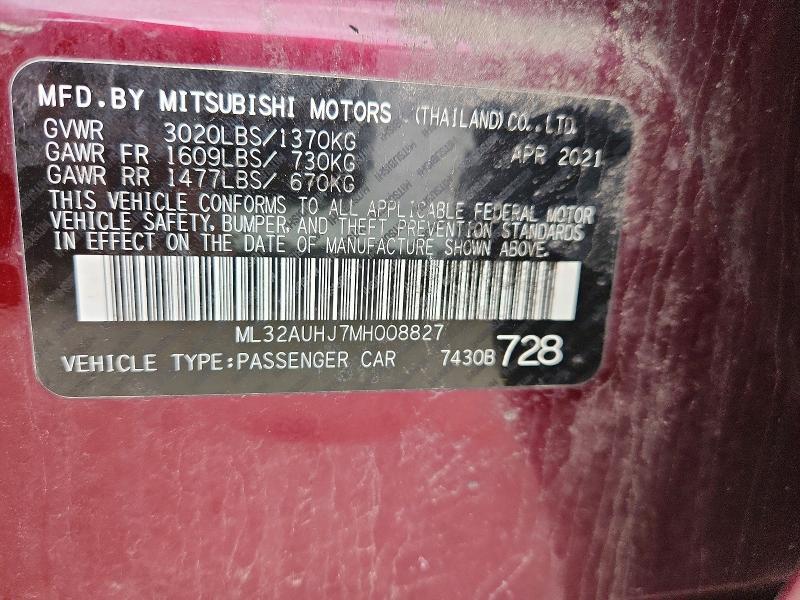 MFD.BY MITSUBISHI MOTORS (THAILAND)CO.,LTD.
GVWR 3020LBS/1370KG
GAWR FR 1609LBS/ 730KG APR 2021
GAWR RR 1477LBS/ 670KG
THIS VEHICLE CONFORMS TO ALL APPLICABLE FEDERAL MOTOR
VEHICLE SAFETY, BUMPER, AND THEFT PREVENTION STANDARDS
IN EFFECT ON THE DATE OF MANUFACTURE SHOWN ABOVE.
ML32AUHJ7MH008827
VEHICLE TYPE:PASSENGER CAR 7430B 728